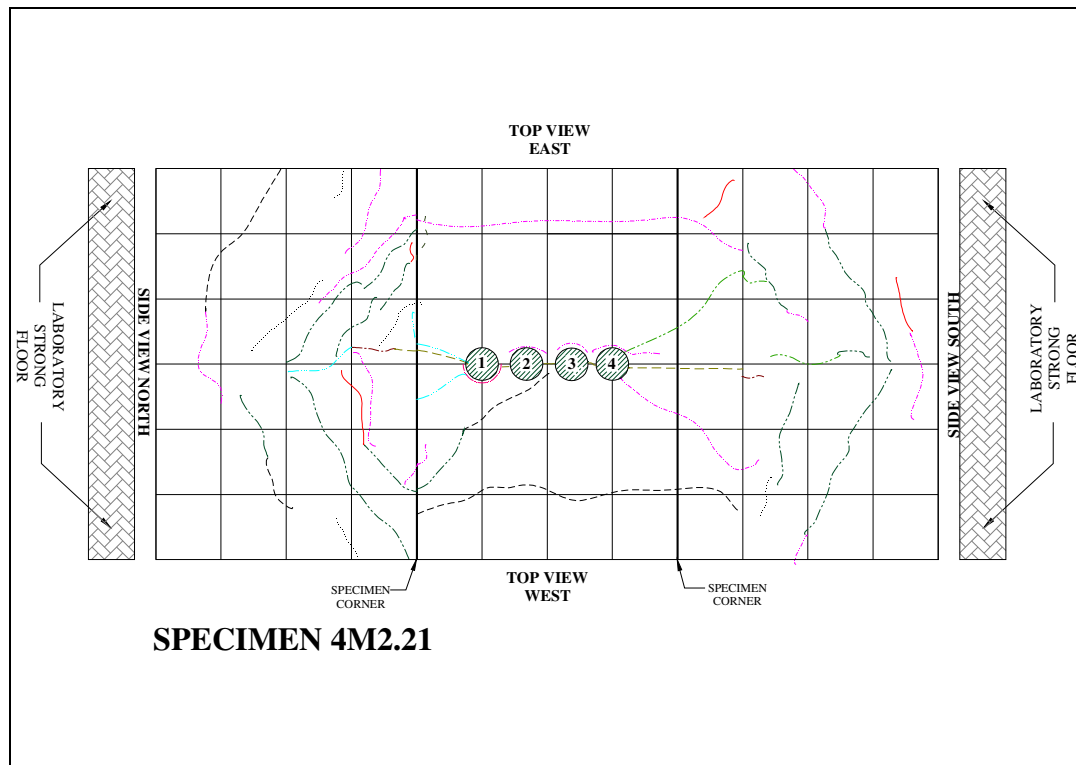 TOP VIEW
EAST
LABORATORY
STRONG
FLOOR
SIDE VIEW NORTH
1 2 3 4
SIDE VIEW SOUTH
LABORATORY
STRONG
FLOOR
SPECIMEN
CORNER
TOP VIEW
WEST
SPECIMEN
CORNER
SPECIMEN 4M2.21